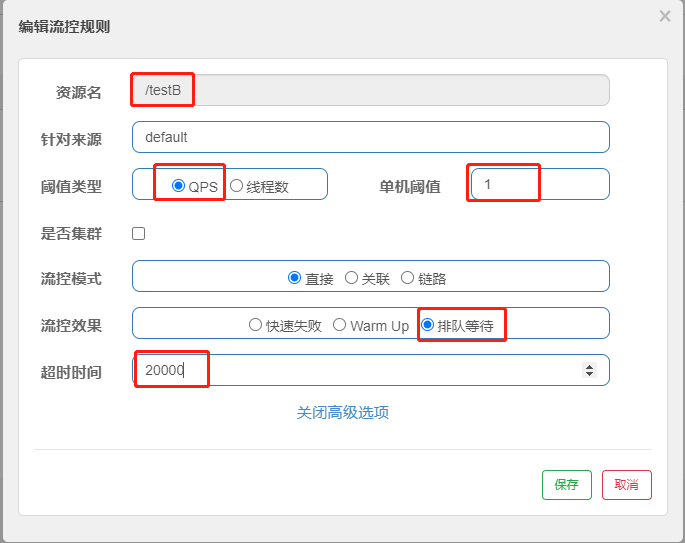 编辑流控规则 ×
资源名 /testB
针对来源 default
阈值类型 QPS 线程数 单机阈值 1
是否集群
流控模式 直接 关联 链路
流控效果 快速失败 Warm Up 排队等待
超时时间 20000
关闭高级选项
保存 取消